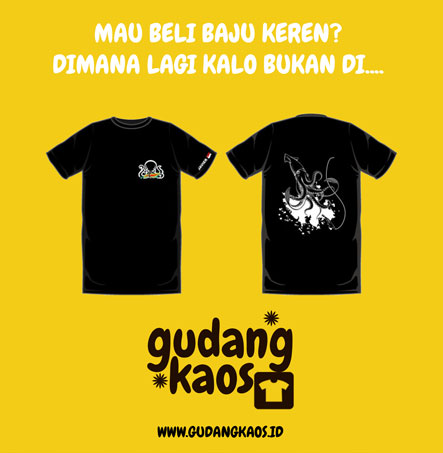 MAU BELI BAJU KEREN?
DIMANA LAGI KALO BUKAN DI....
gudang
kaos
WWW.GUDANGKAOS.ID